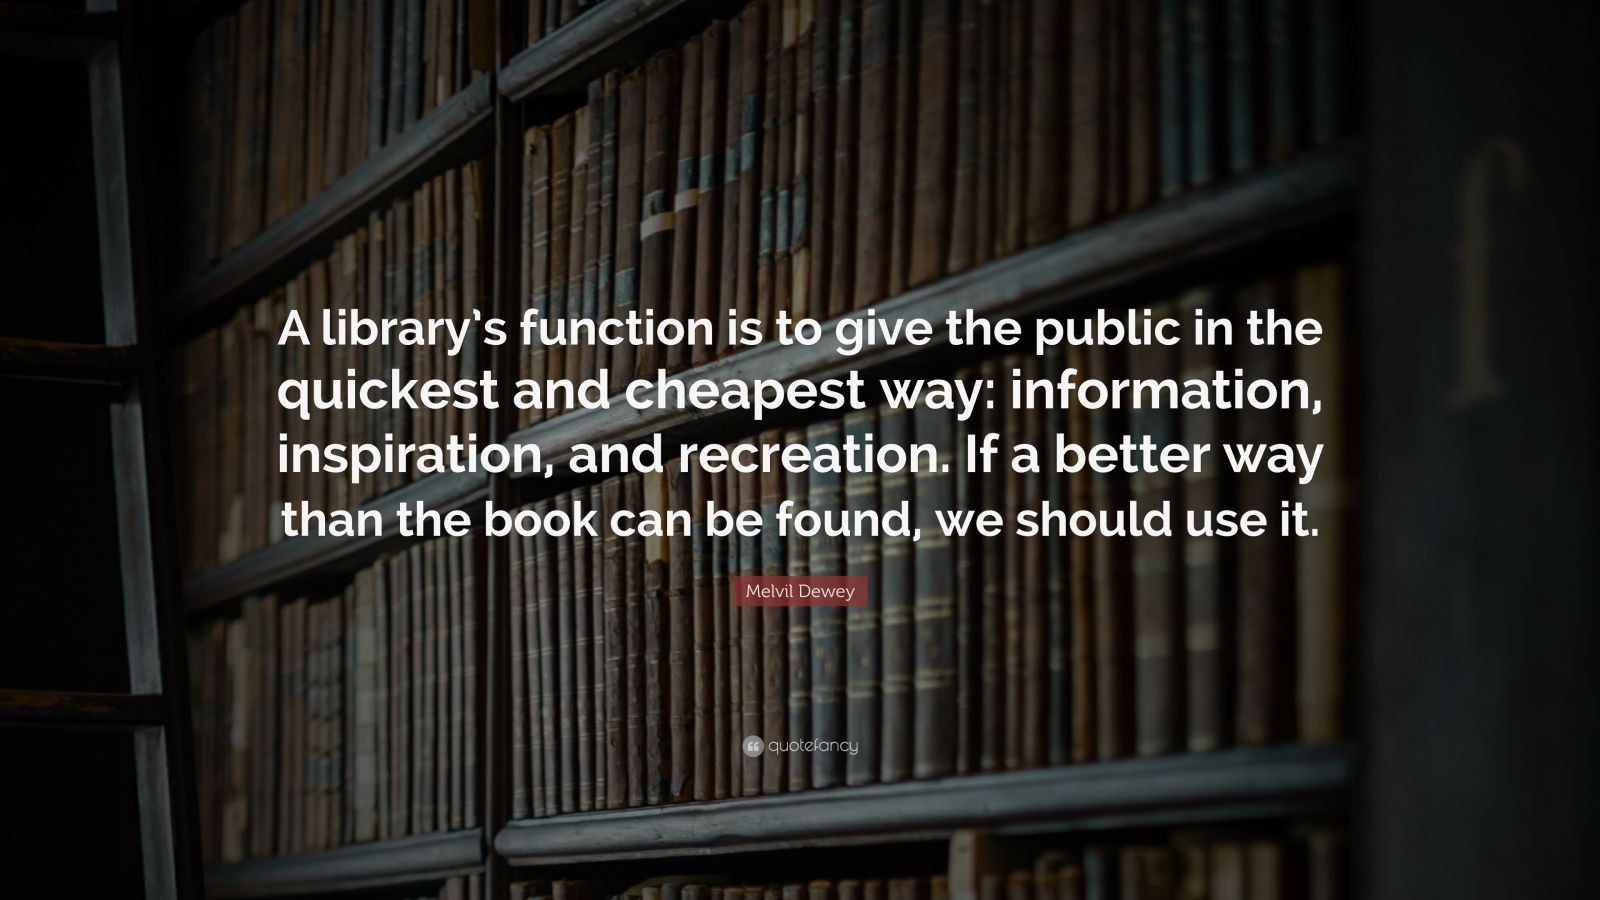 A library’s function is to give the public in the
quickest and cheapest way: information,
inspiration, and recreation. If a better way
than the book can be found, we should use it.
Melvil Dewey
quotefancy